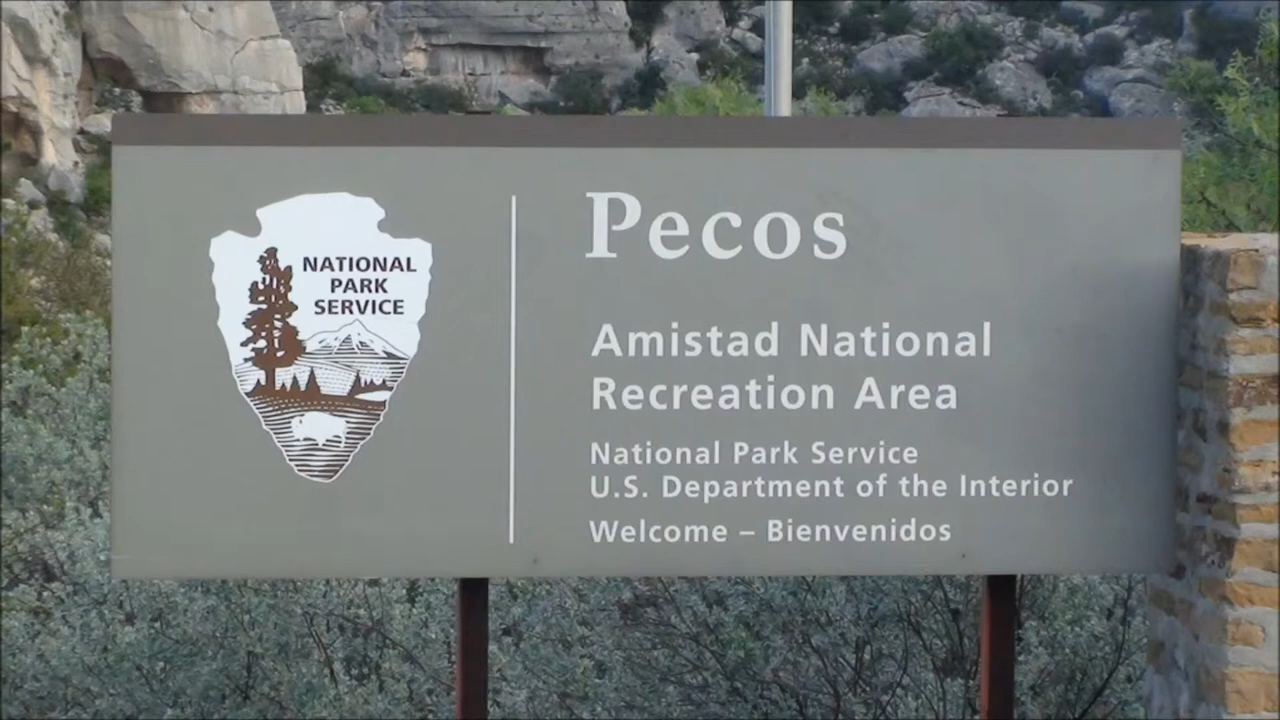 NATIONAL
PARK
SERVICE
Pecos
Amistad National
Recreation Area
National Park Service
U.S. Department of the Interior
Welcome – Bienvenidos